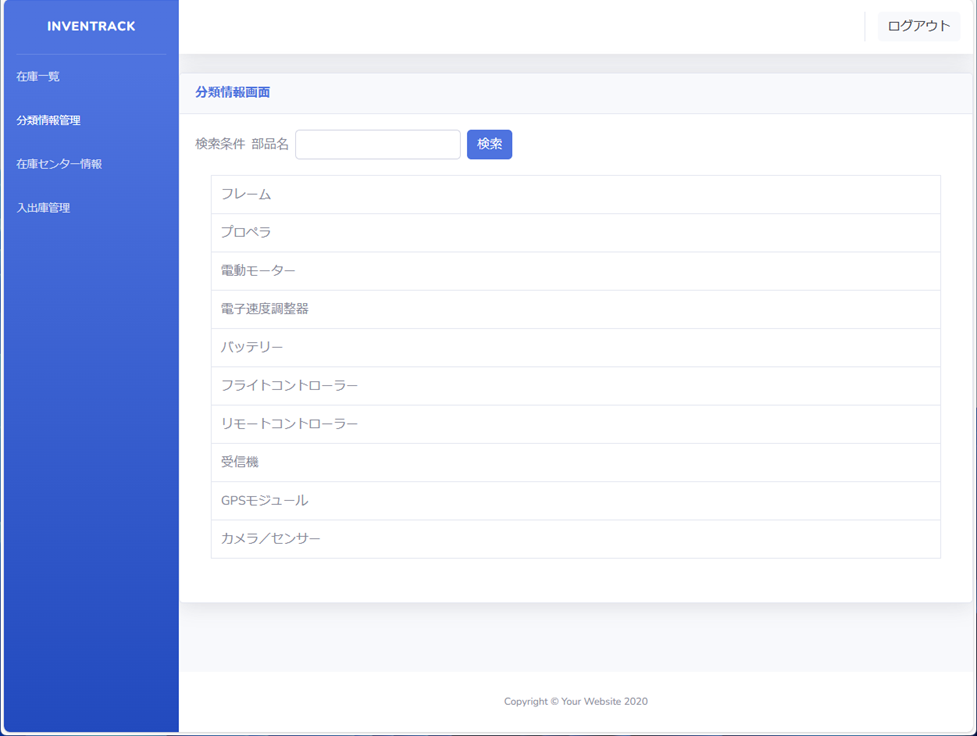 INVENTRACK
ログアウト
在庫一覧
分類情報管理
在庫センター情報
入出庫管理
分類情報画面
検索条件 部品名 検索
フレーム
プロペラ
電動モーター
電子速度調整器
バッテリー
フライトコントローラー
リモートコントローラー
受信機
GPSモジュール
カメラ／センサー
Copyright © Your Website 2020